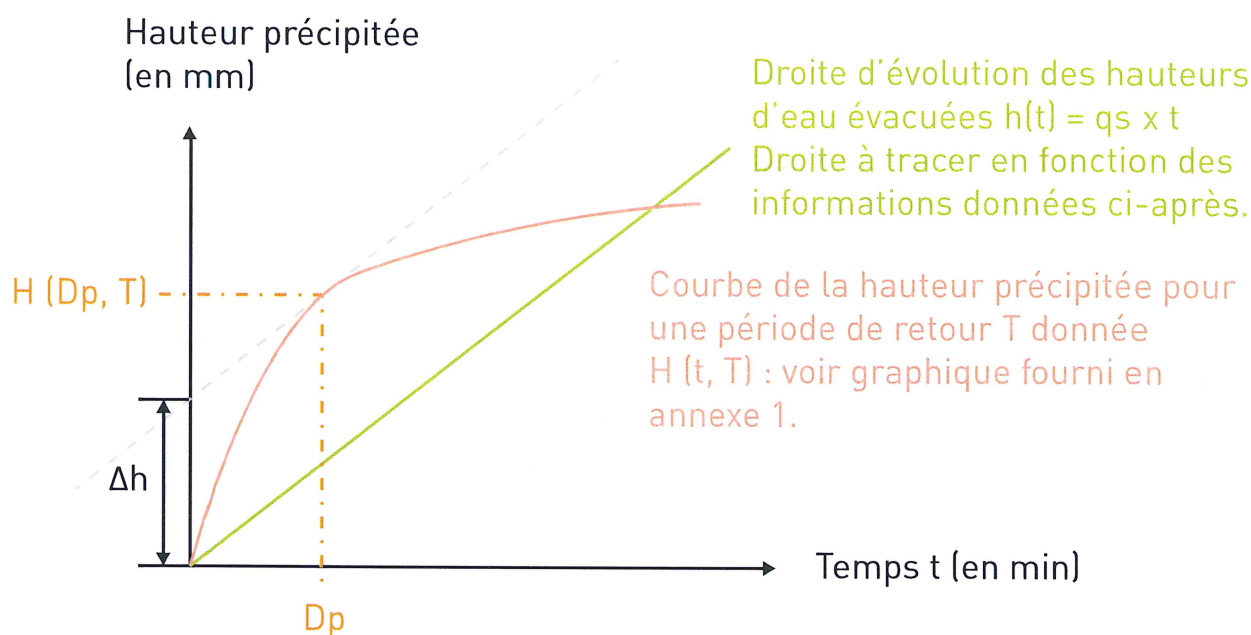 Hauteur précipitée
(en mm)
Droite d'évolution des hauteurs
d'eau évacuées h(t) = qs x t
Droite à tracer en fonction des
informations données ci-après.
H (Dp, T)
Courbe de la hauteur précipitée pour
une période de retour T donnée
H (t, T) : voir graphique fourni en
annexe 1.
Δh
Temps t (en min)
Dp